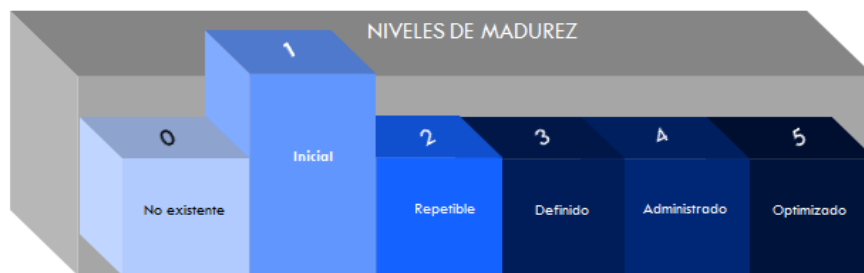 NIVELES DE MADUREZ
0
1
2
3
4
5
No existente
Inicial
Repetible
Definido
Administrado
Optimizado